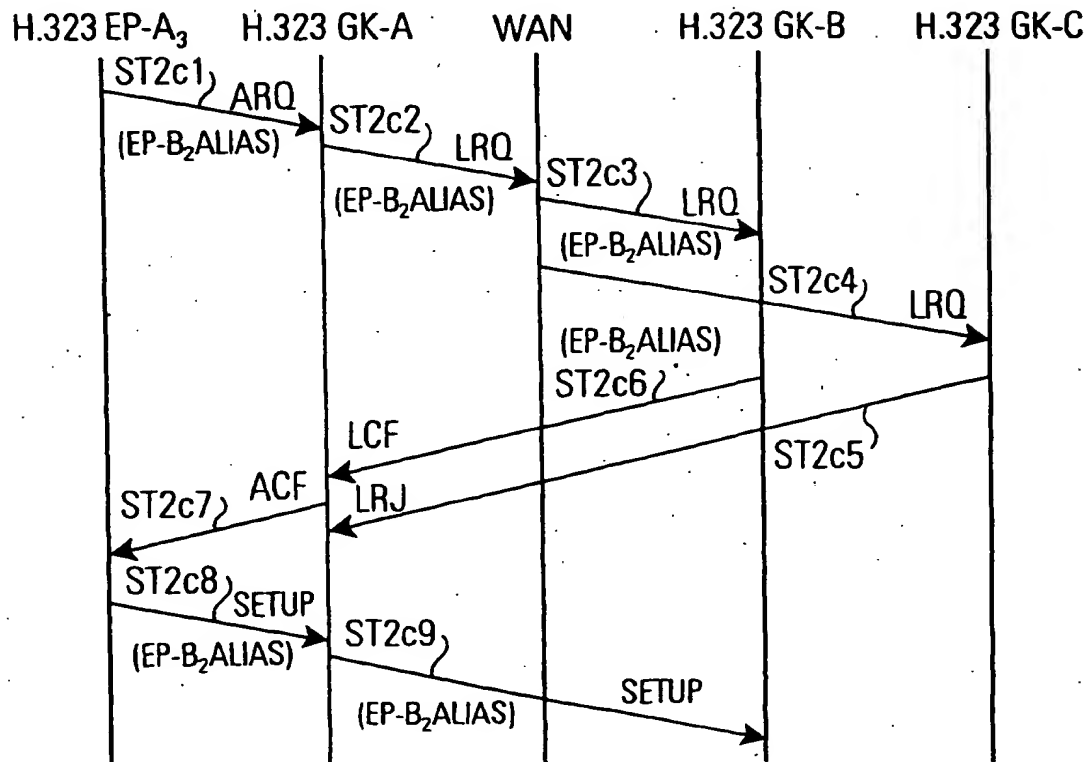 H.323 EP-A₃ H.323 GK-A WAN H.323 GK-B H.323 GK-C
ST2c1
ARQ
(EP-B₂ALIAS)
ST2c2
LRQ
(EP-B₂ALIAS)
ST2c3
LRQ
(EP-B₂ALIAS)
ST2c4
LRQ
(EP-B₂ALIAS)
ST2c6
LCF
ST2c5
LRJ
ACF
ST2c7
ST2c8
SETUP
(EP-B₂ALIAS)
ST2c9
SETUP
(EP-B₂ALIAS)